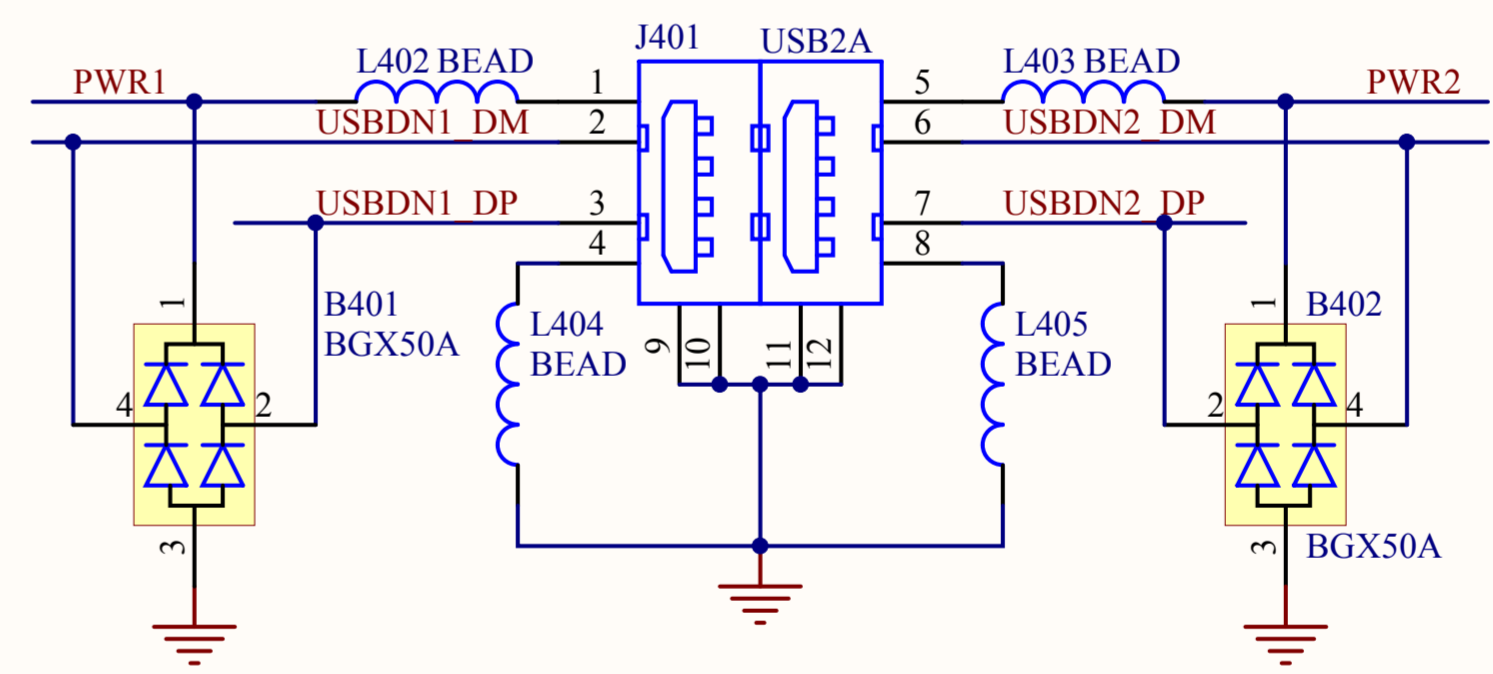 J401 USB2A
L402 BEAD L403 BEAD
PWR1 1 5 PWR2
USBDN1_DM 2 6 USBDN2_DM
USBDN1_DP 3 7 USBDN2_DP
4 8
1 B401 L404 9 10 11 12 L405 1 B402
BGX50A BEAD BEAD
4 2 2 4
3 3 BGX50A